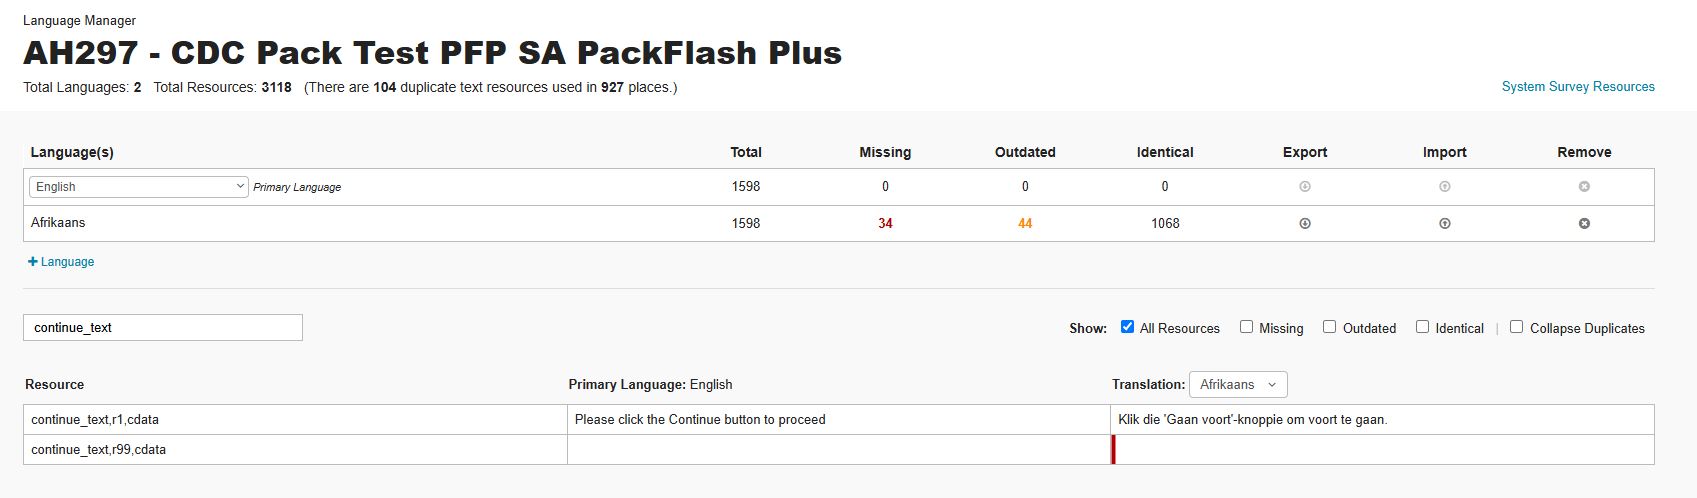 Language Manager
AH297 - CDC Pack Test PFP SA PackFlash Plus
Total Languages: 2 Total Resources: 3118 (There are 104 duplicate text resources used in 927 places.)
System Survey Resources
Language(s) Total Missing Outdated Identical Export Import Remove
English Primary Language 1598 0 0 0
Afrikaans 1598 34 44 1068
+ Language
continue_text
Show: All Resources Missing Outdated Identical | Collapse Duplicates
Resource Primary Language: English Translation: Afrikaans
continue_text,r1,cdata Please click the Continue button to proceed Klik die 'Gaan voort'-knoppie om voort te gaan.
continue_text,r99,cdata